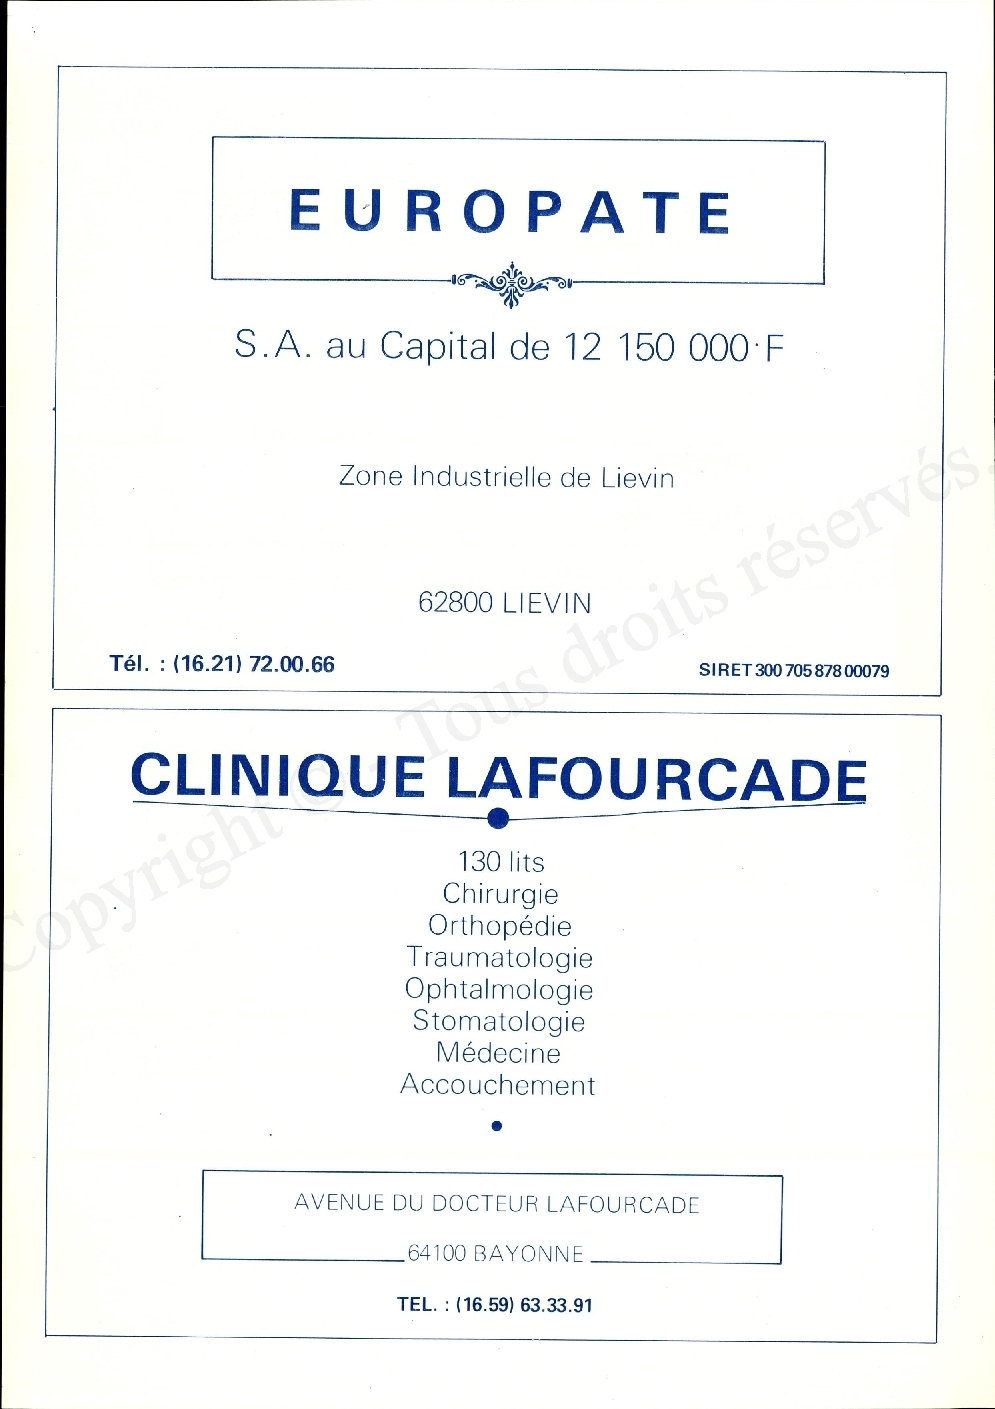 EUROPATE
S.A. au Capital de 12 150 000 F
Zone Industrielle de Lievin
62800 LIEVIN
Tél. : (16.21) 72.00.66
SIRET 300 705 878 00079
CLINIQUE LAFOURCADE
130 lits
Chirurgie
Orthopédie
Traumatologie
Ophtalmologie
Stomatologie
Médecine
Accouchement
AVENUE DU DOCTEUR LAFOURCADE
64100 BAYONNE
TEL. : (16.59) 63.33.91
Copyright © - Tous droits réservés.